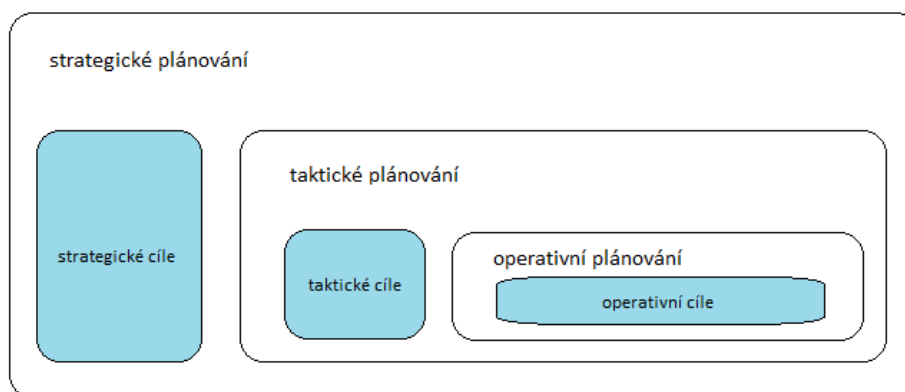 strategické plánování
taktické plánování
strategické cíle
taktické cíle
operativní plánování
operativní cíle